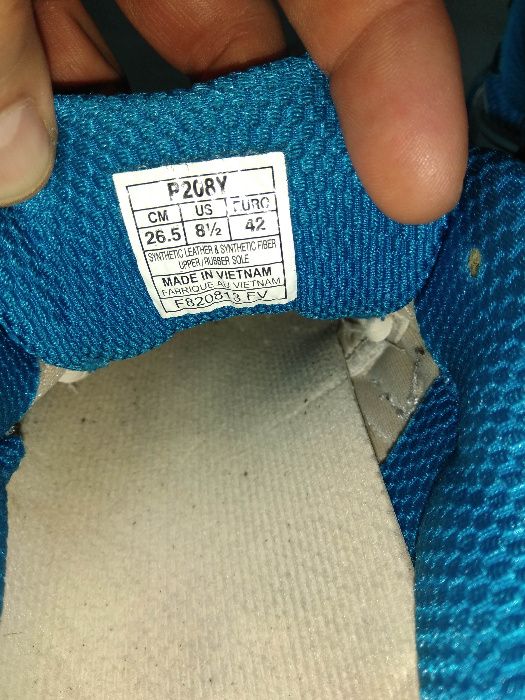 P208Y
CM US EURO
26.5 8½ 42
SYNTHETIC LEATHER & SYNTHETIC FIBER
UPPER / RUBBER SOLE
MADE IN VIETNAM
FABRIQUE AU VIETNAM
F820813 FV